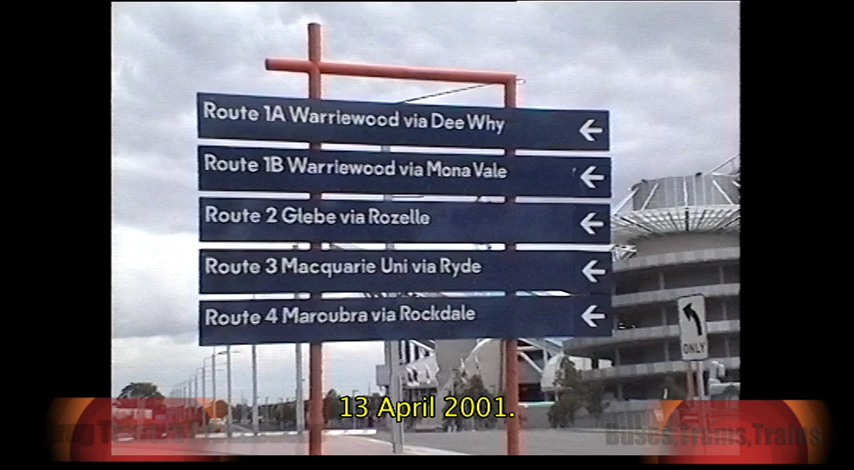 Route 1A Warriewood via Dee Why
Route 1B Warriewood via Mona Vale
Route 2 Glebe via Rozelle
Route 3 Macquarie Uni via Ryde
Route 4 Maroubra via Rockdale
ONLY
13 April 2001.
Buses,Trams,Trains